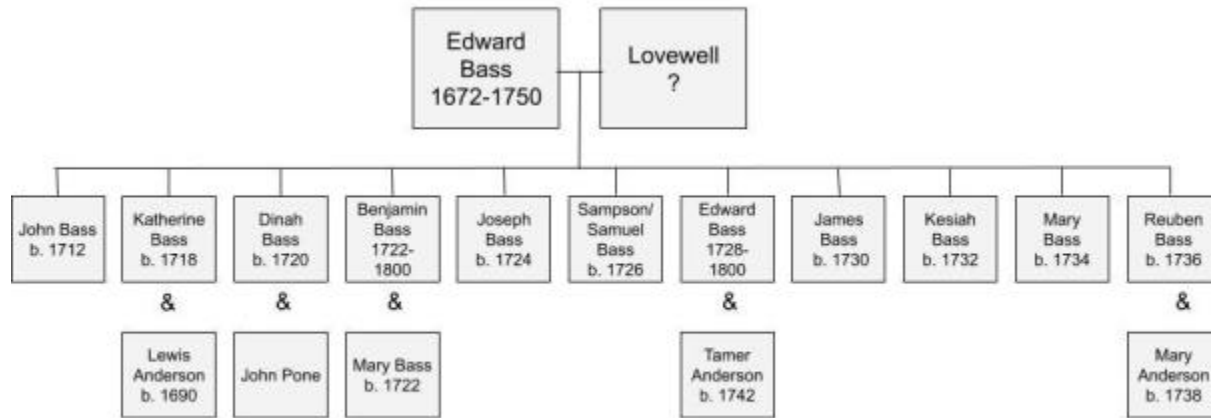 Edward
Bass
1672-1750
Lovewell
?
John Bass
b. 1712
Katherine
Bass
b. 1718
Dinah
Bass
b. 1720
Benjamin
Bass
1722-
1800
Joseph
Bass
b. 1724
Sampson/
Samuel
Bass
b. 1726
Edward
Bass
1728-
1800
James
Bass
b. 1730
Kesiah
Bass
b. 1732
Mary
Bass
b. 1734
Reuben
Bass
b. 1736
&
&
&
&
&
Lewis
Anderson
b. 1690
John Pone
Mary Bass
b. 1722
Tamer
Anderson
b. 1742
Mary
Anderson
b. 1738